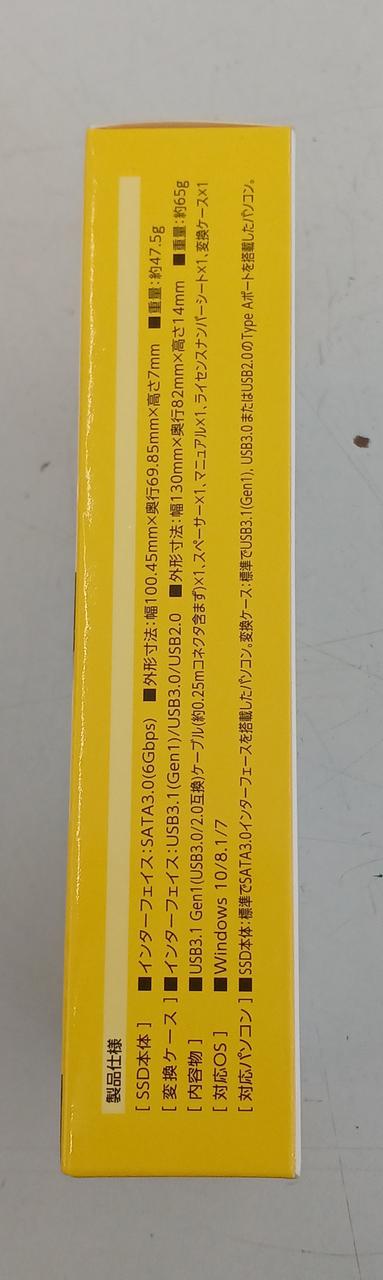 製品仕様
[ SSD本体 ] ■インターフェイス:SATA3.0(6Gbps) ■外形寸法:幅100.45mm×奥行69.85mm×高さ7mm ■重量:約47.5g
[ 変換ケース ] ■インターフェイス:USB3.1(Gen1)/USB3.0/USB2.0 ■外形寸法:幅130mm×奥行82mm×高さ14mm ■重量:約65g
[ 内容物 ] ■USB3.1 Gen1(USB3.0/2.0互換)ケーブル(約0.25mコネクタ含まず)×1、スペーサー×1、マニュアル×1、ライセンスナンバーシート×1、変換ケース×1
[ 対応OS ] ■Windows 10/8.1/7
[ 対応パソコン ] ■SSD本体:標準でSATA3.0インターフェースを搭載したパソコン。変換ケース:標準でUSB3.1(Gen1)、USB3.0 またはUSB2.0のType Aポートを搭載したパソコン。